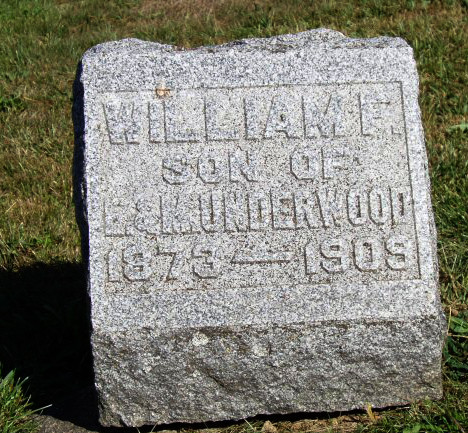 WILLIAM F.
SON OF
E. & M. UNDERWOOD
1873 — 1909